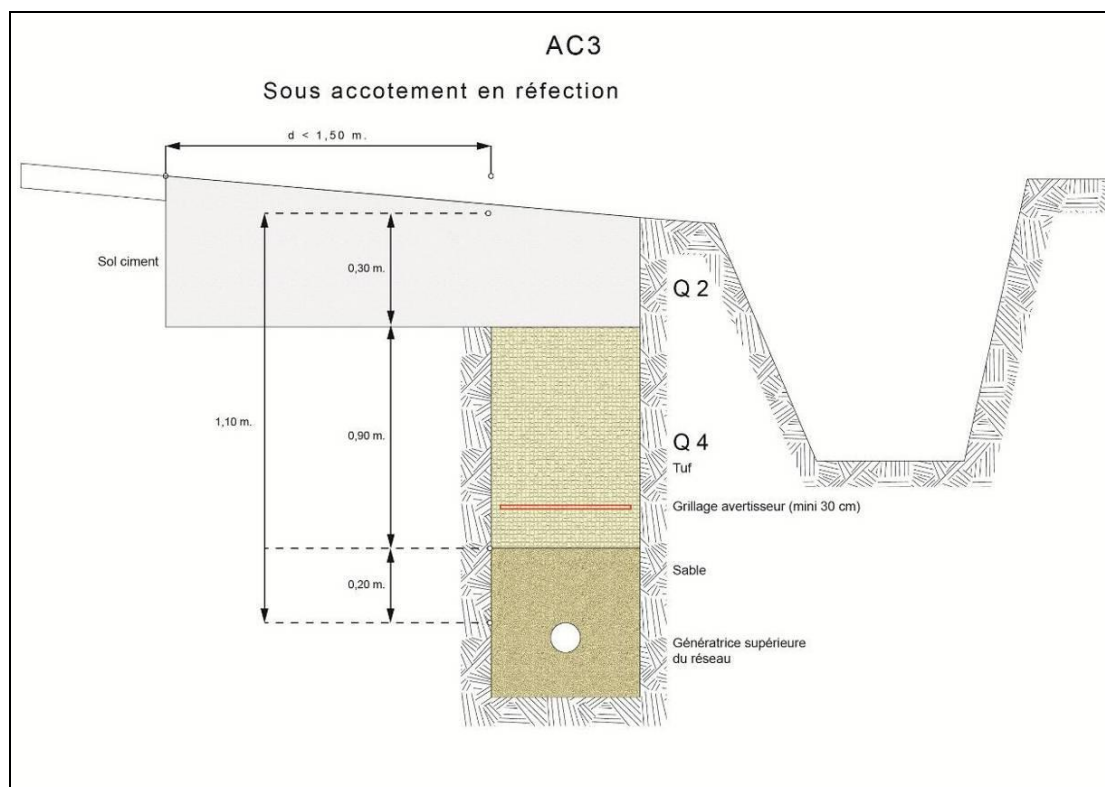 AC3
Sous accotement en réfection
d < 1,50 m.
Sol ciment
0,30 m.
Q 2
1,10 m.
0,90 m.
Q 4
Tuf
Grillage avertisseur (mini 30 cm)
0,20 m.
Sable
Génératrice supérieure
du réseau